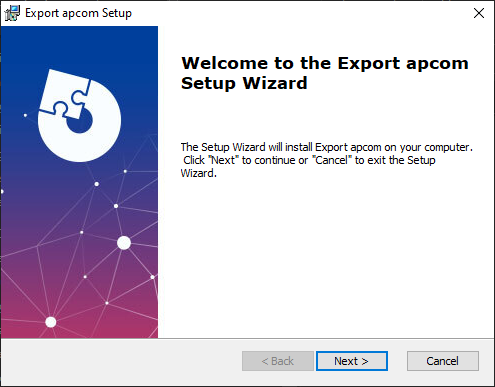 Export apcom Setup
Welcome to the Export apcom
Setup Wizard
The Setup Wizard will install Export apcom on your computer.
Click "Next" to continue or "Cancel" to exit the Setup
Wizard.
< Back
Next >
Cancel